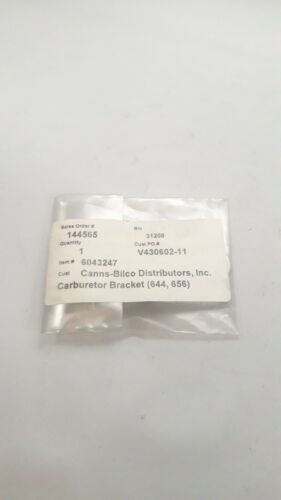 Sales Order # Bin
144565 31208
Quantity Cust PO.#
1 V430602-11
Item # 6043247
Cust Canns-Bilco Distributors, Inc.
Carburetor Bracket (644, 656)